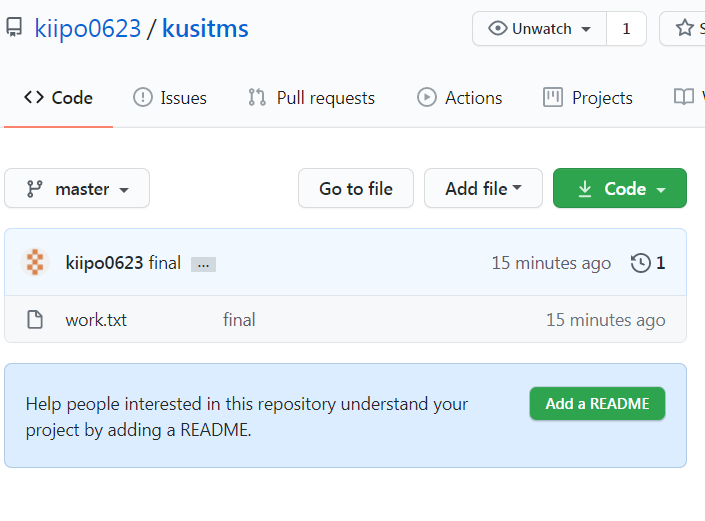 kiipo0623 / kusitms Unwatch 1 S
Code Issues Pull requests Actions Projects
master Go to file Add file Code
kiipo0623 final ... 15 minutes ago 1
work.txt final 15 minutes ago
Help people interested in this repository understand your
project by adding a README.
Add a README